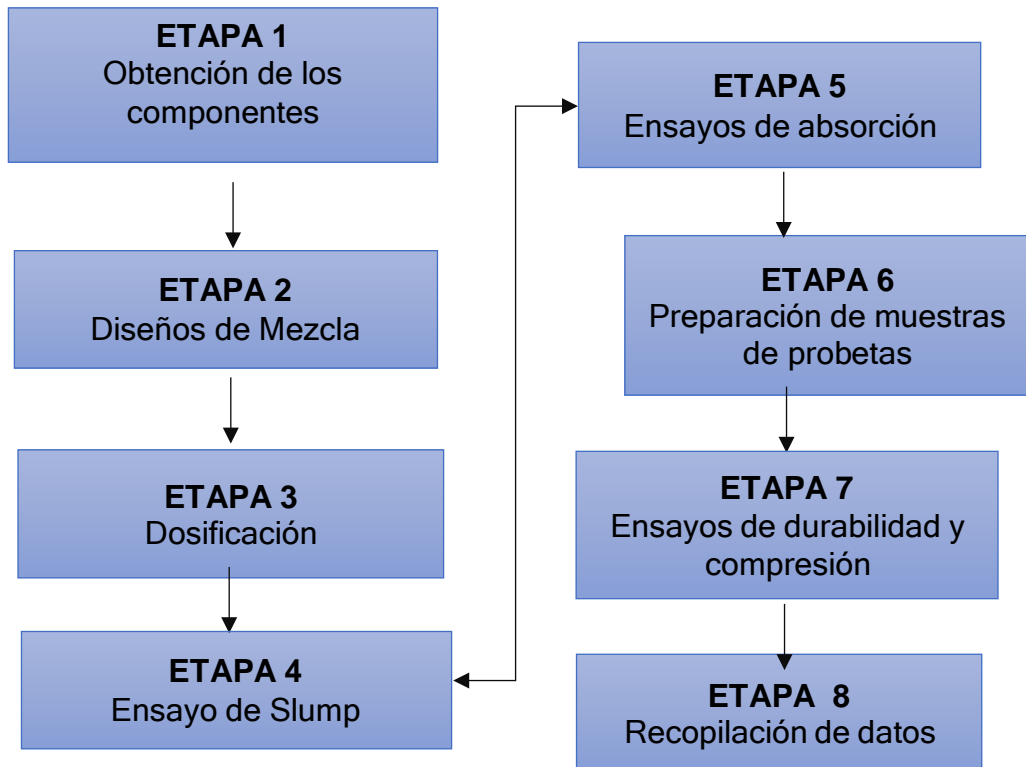 ETAPA 1
Obtención de los
componentes
ETAPA 2
Diseños de Mezcla
ETAPA 3
Dosificación
ETAPA 4
Ensayo de Slump
ETAPA 5
Ensayos de absorción
ETAPA 6
Preparación de muestras
de probetas
ETAPA 7
Ensayos de durabilidad y
compresión
ETAPA 8
Recopilación de datos